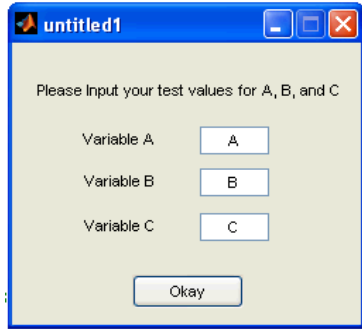 untitled1
Please Input your test values for A, B, and C
Variable A A
Variable B B
Variable C C
Okay